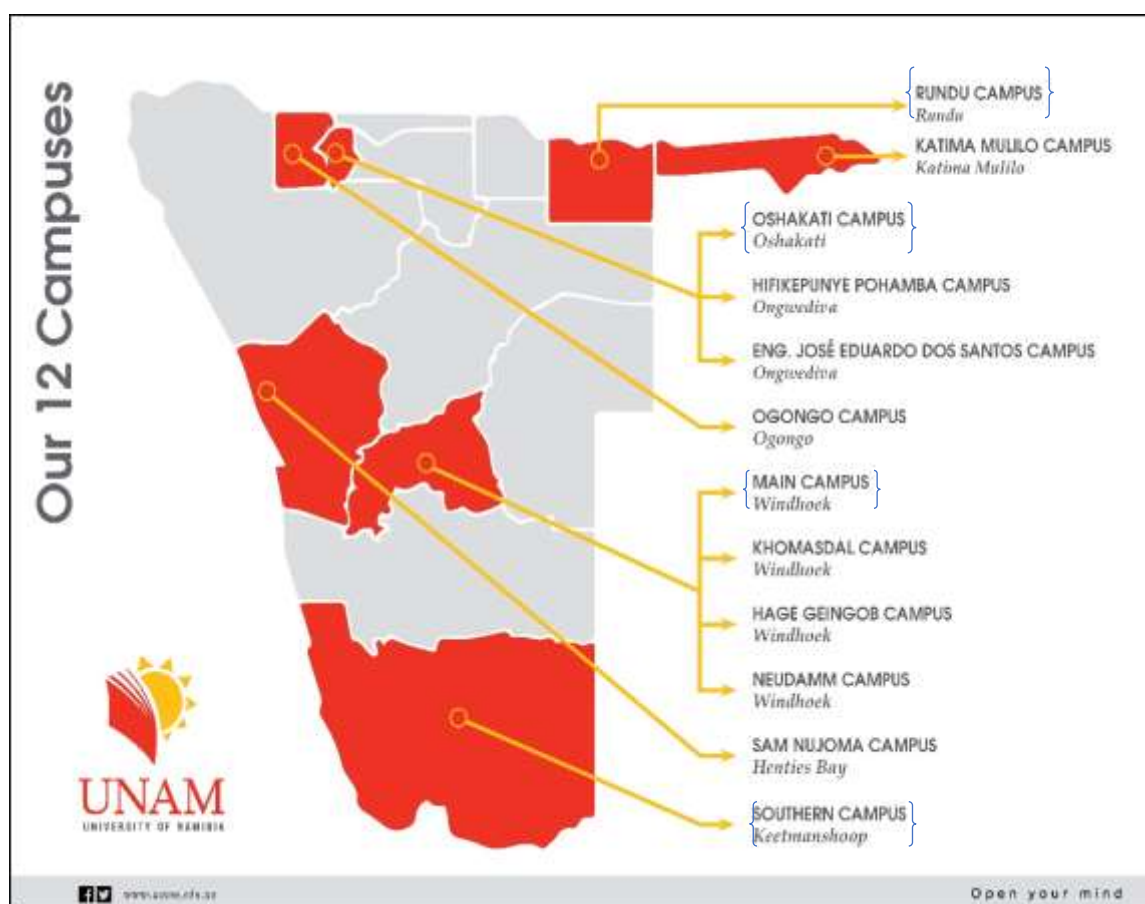 Our 12 Campuses
RUNDU CAMPUS
Rundu
KATIMA MULILO CAMPUS
Katima Mulilo
OSHAKATI CAMPUS
Oshakati
HIFIKEPUNYE POHAMBA CAMPUS
Ongwediva
ENG. JOSÉ EDUARDO DOS SANTOS CAMPUS
Ongwediva
OGONGO CAMPUS
Ogongo
MAIN CAMPUS
Windhoek
KHOMASDAL CAMPUS
Windhoek
HAGE GEINGOB CAMPUS
Windhoek
NEUDAMM CAMPUS
Windhoek
SAM NUJOMA CAMPUS
Henties Bay
SOUTHERN CAMPUS
Keetmanshoop
UNAM
UNIVERSITY OF NAMIBIA
Open your mind